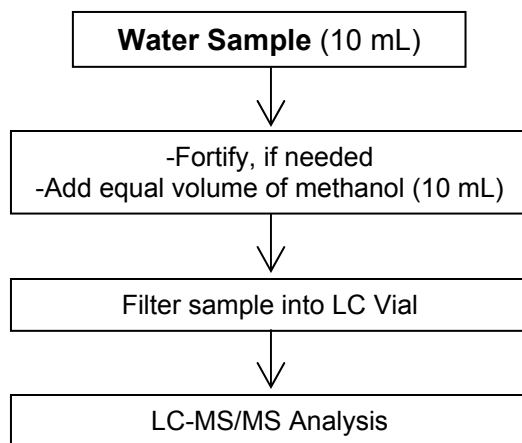 Water Sample (10 mL)
-Fortify, if needed
-Add equal volume of methanol (10 mL)
Filter sample into LC Vial
LC-MS/MS Analysis